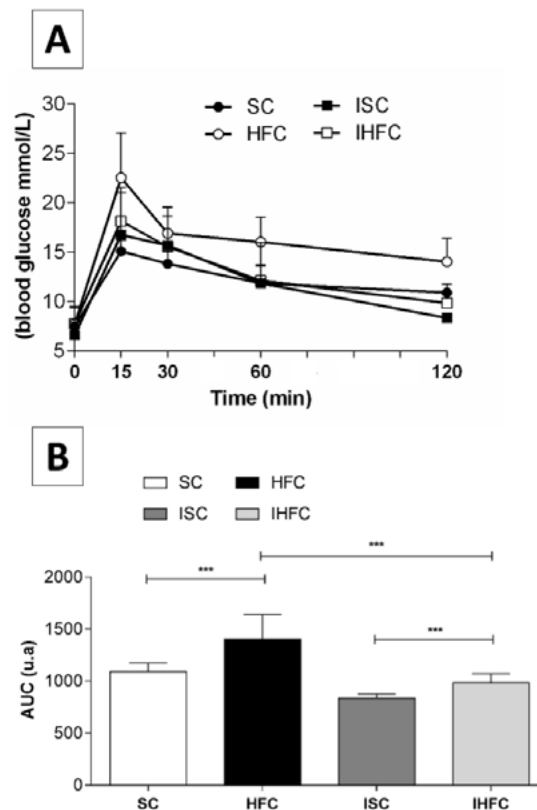 A
SC ISC
HFC IHFC
30
25
20
15
10
5
(blood glucose mmol/L)
0 15 30 60 120
Time (min)
B
SC HFC
ISC IHFC
***
***
***
2000
1500
1000
500
0
AUC (u.a)
SC HFC ISC IHFC